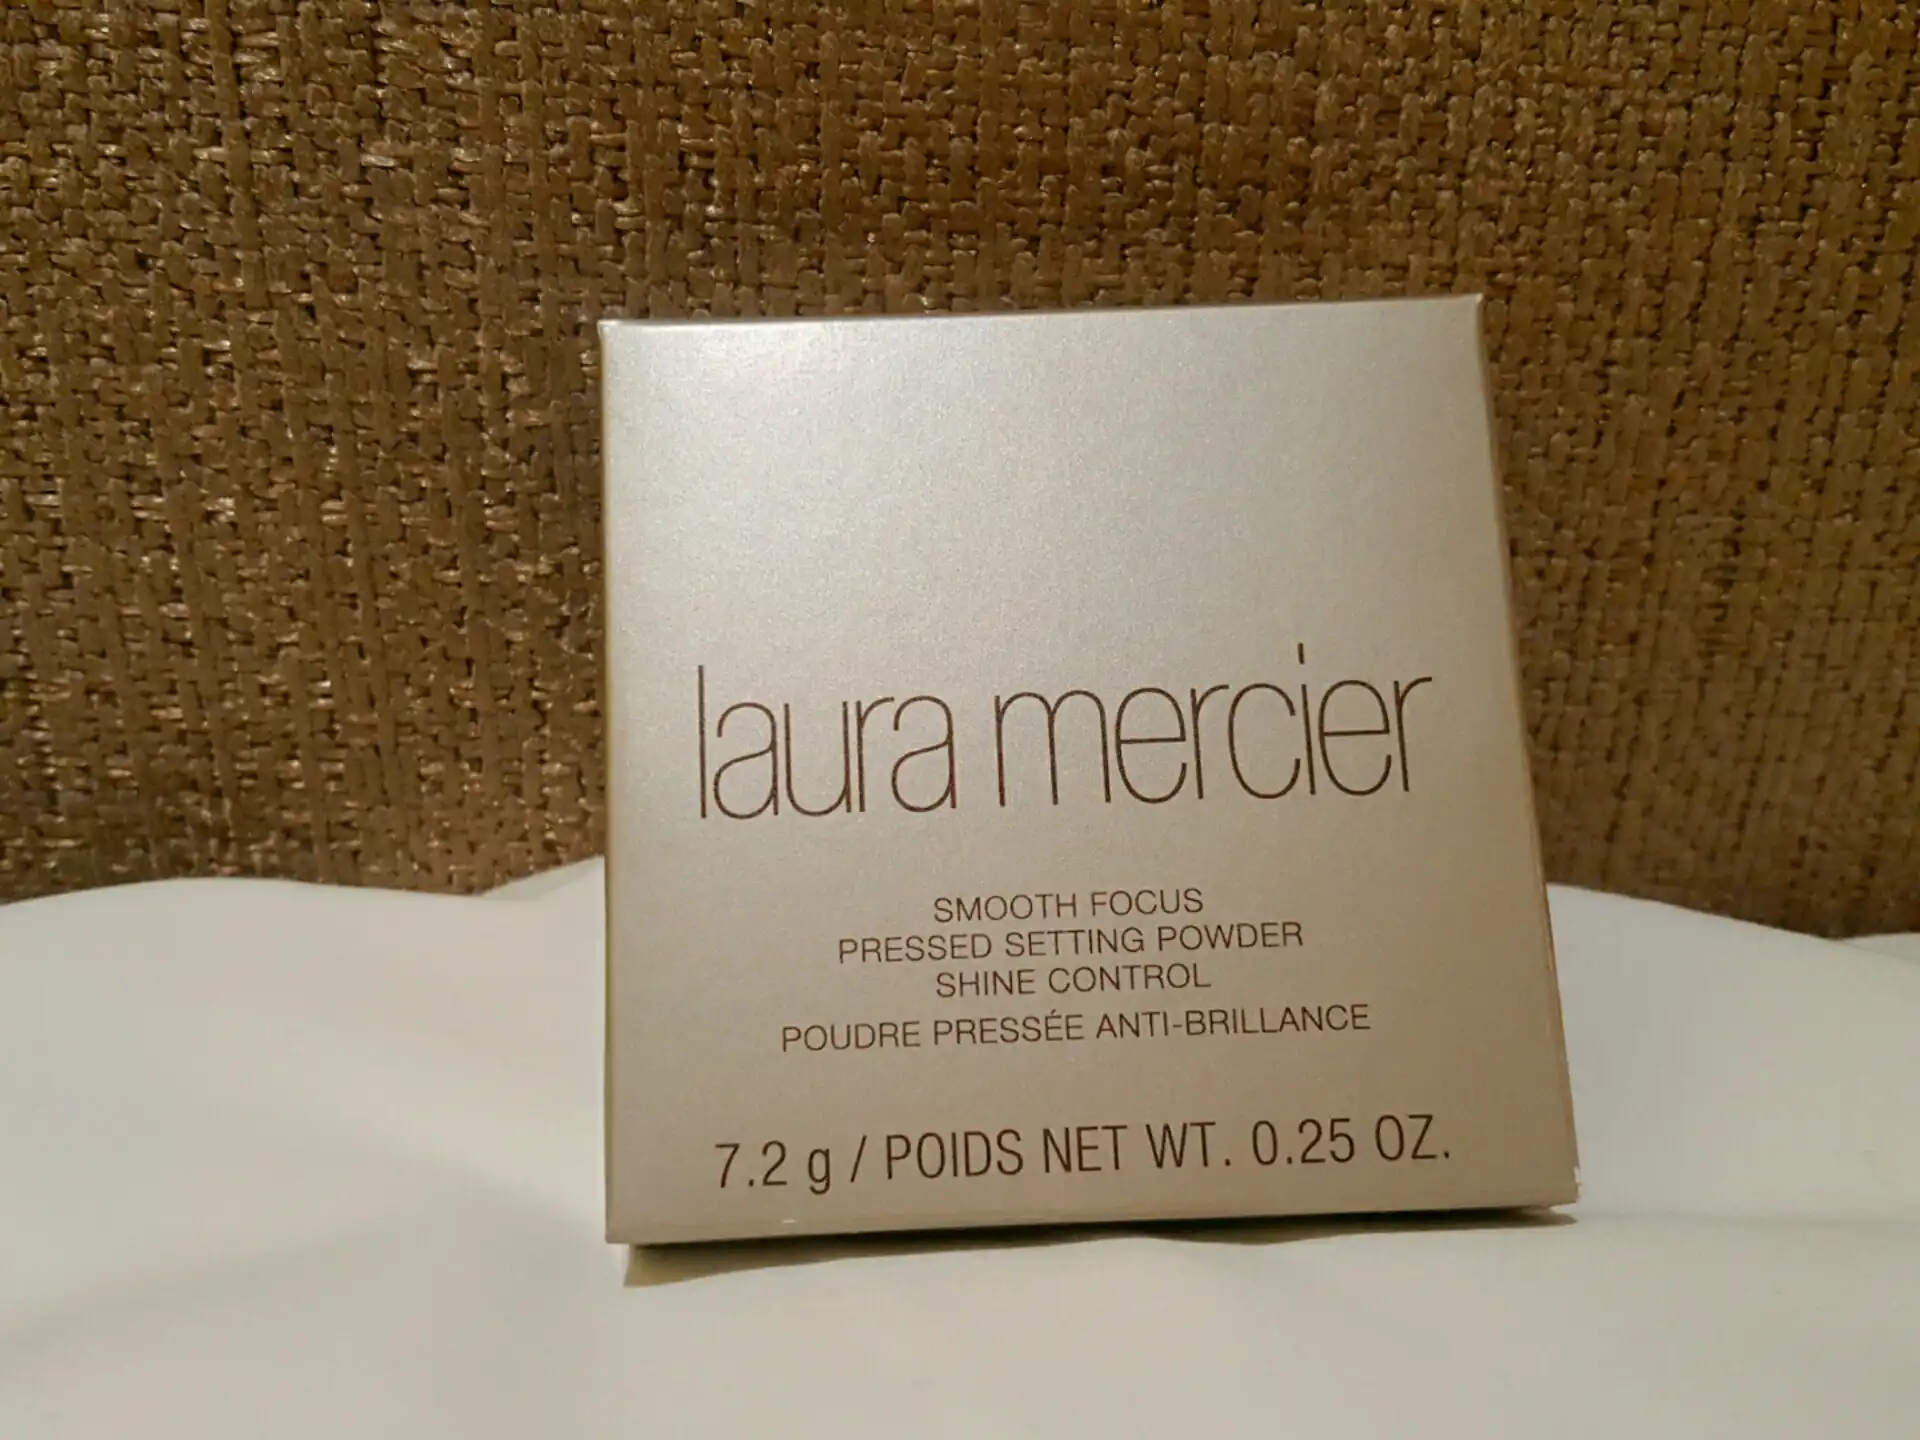 laura mercier
SMOOTH FOCUS
PRESSED SETTING POWDER
SHINE CONTROL
POUDRE PRESSÉE ANTI-BRILLANCE
7.2 g / POIDS NET WT. 0.25 OZ.